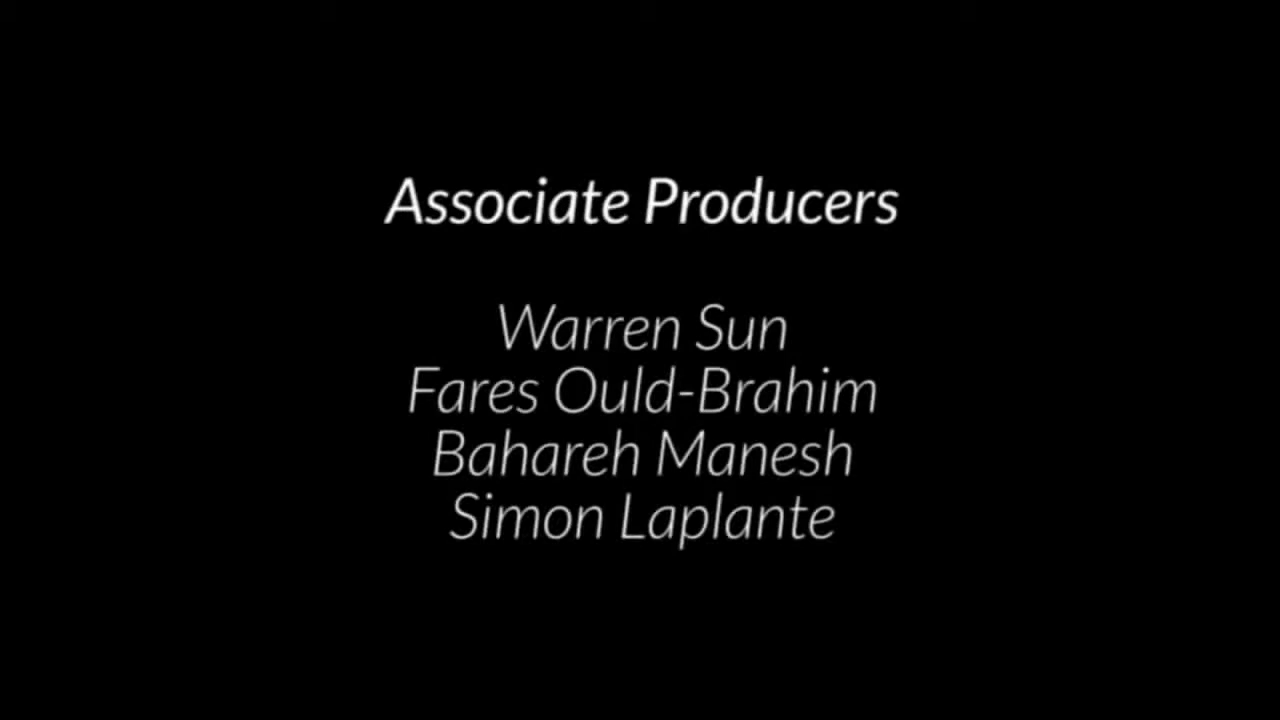 Associate Producers
Warren Sun
Fares Ould-Brahim
Bahareh Manesh
Simon Laplante